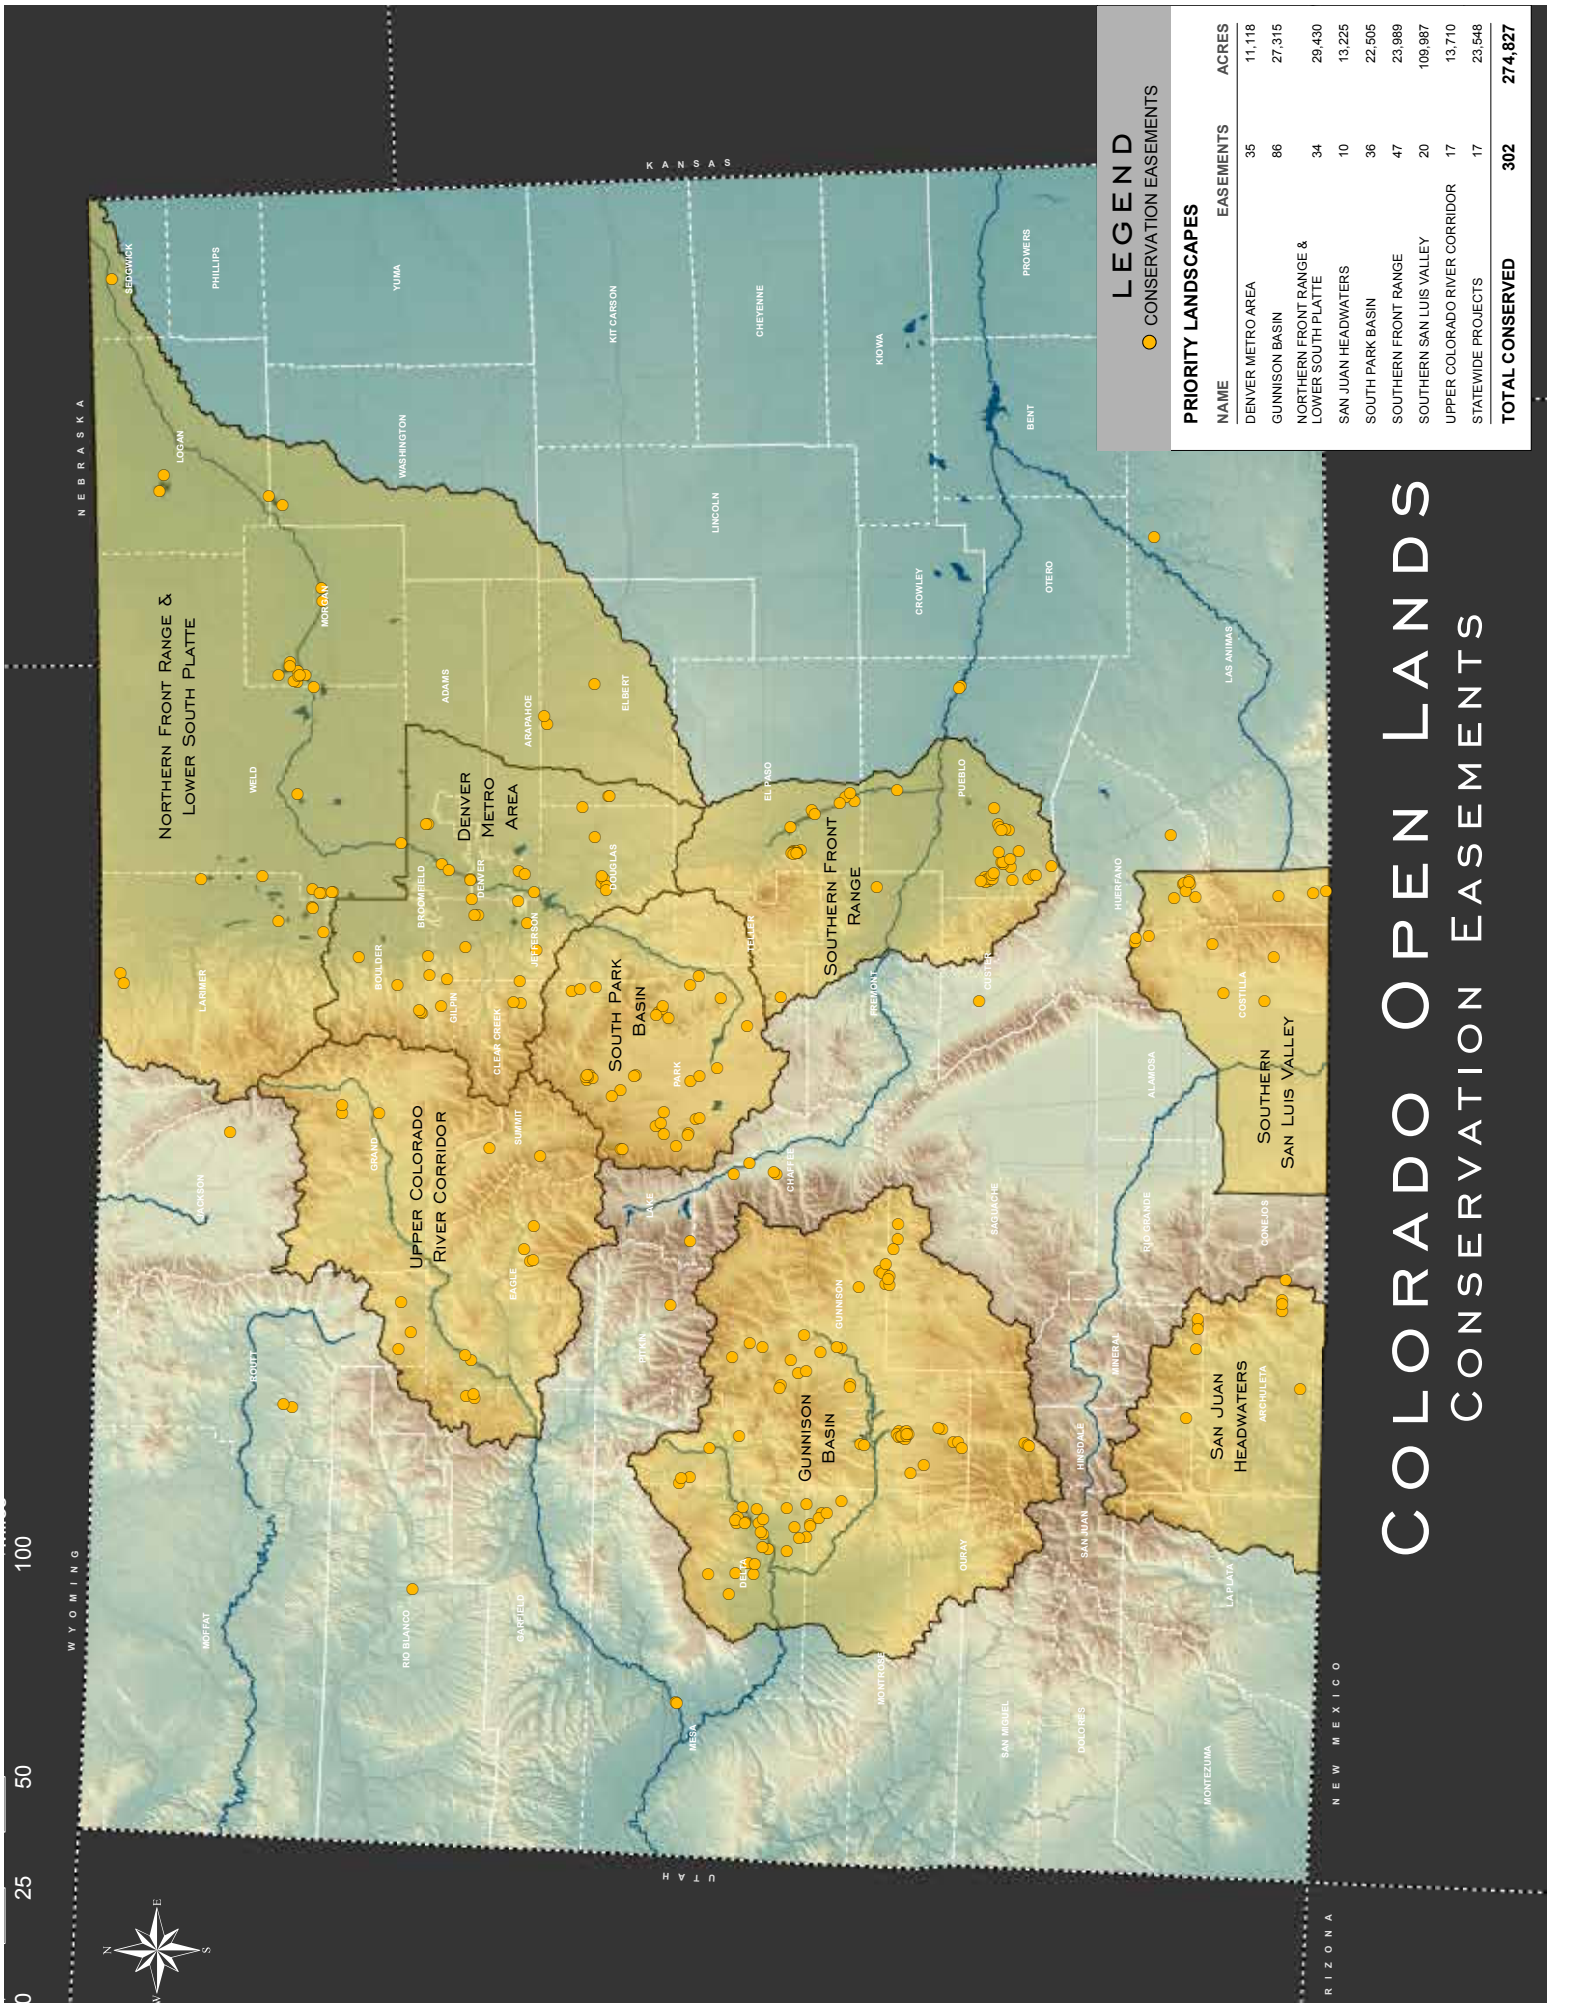 NEBRASKA
WYOMING
KANSAS
UTAH
NEW MEXICO
RIZONA
N
E
S
W
0
25
50
100
MOFFAT
ROUTT
JACKSON
LARIMER
WELD
LOGAN
SEDGWICK
PHILLIPS
YUMA
WASHINGTON
MORGAN
ADAMS
ARAPAHOE
ELBERT
KIT CARSON
CHEYENNE
LINCOLN
KIOWA
PROWERS
BENT
OTERO
CROWLEY
LAS ANIMAS
PUEBLO
EL PASO
DOUGLAS
DENVER
BROOMFIELD
BOULDER
GILPIN
JEFFERSON
CLEAR CREEK
GRAND
SUMMIT
EAGLE
RIO BLANCO
GARFIELD
MESA
PITKIN
LAKE
PARK
TELLER
CHAFFEE
FREMONT
CUSTER
HUERFANO
COSTILLA
ALAMOSA
SAGUACHE
RIO GRANDE
CONEJOS
MINERAL
ARCHULETA
HINSDALE
SAN JUAN
LA PLATA
OURAY
GUNNISON
DELTA
MONTROSE
SAN MIGUEL
DOLORES
MONTEZUMA
NORTHERN FRONT RANGE &
LOWER SOUTH PLATTE
DENVER
METRO
AREA
UPPER COLORADO
RIVER CORRIDOR
SOUTH PARK
BASIN
SOUTHERN FRONT
RANGE
GUNNISON
BASIN
SOUTHERN
SAN LUIS VALLEY
SAN JUAN
HEADWATERS
LEGEND
CONSERVATION EASEMENTS
PRIORITY LANDSCAPES
NAME EASEMENTS ACRES
DENVER METRO AREA 35 11,118
GUNNISON BASIN 86 27,315
NORTHERN FRONT RANGE &
LOWER SOUTH PLATTE 34 29,430
SAN JUAN HEADWATERS 10 13,225
SOUTH PARK BASIN 36 22,505
SOUTHERN FRONT RANGE 47 23,989
SOUTHERN SAN LUIS VALLEY 20 109,987
UPPER COLORADO RIVER CORRIDOR 17 13,710
STATEWIDE PROJECTS 17 23,548
TOTAL CONSERVED 302 274,827
COLORADO OPEN LANDS
CONSERVATION EASEMENTS